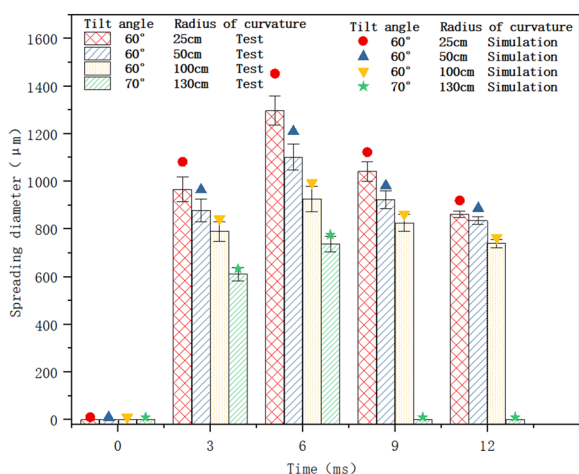 Tilt angle Radius of curvature
60° 25cm Test
60° 50cm Test
60° 100cm Test
70° 130cm Test
Tilt angle Radius of curvature
60° 25cm Simulation
60° 50cm Simulation
60° 100cm Simulation
70° 130cm Simulation
Spreading diameter (μm)
1600
1400
1200
1000
800
600
400
200
0
0 3 6 9 12
Time(ms)